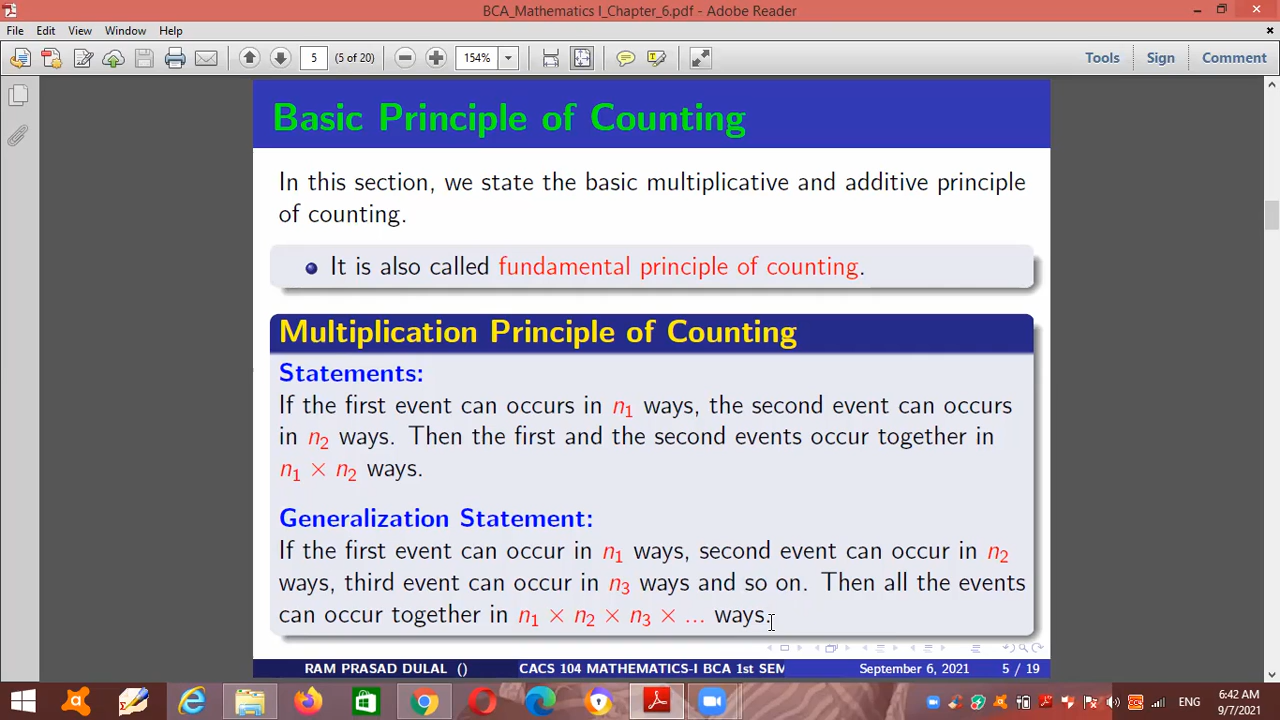 BCA_Mathematics I_Chapter_6.pdf - Adobe Reader
File Edit View Window Help
5 (5 of 20) 154% Tools Sign Comment
Basic Principle of Counting
In this section, we state the basic multiplicative and additive principle
of counting.
It is also called fundamental principle of counting.
Multiplication Principle of Counting
Statements:
If the first event can occurs in n₁ ways, the second event can occurs
in n₂ ways. Then the first and the second events occur together in
n₁ × n₂ ways.
Generalization Statement:
If the first event can occur in n₁ ways, second event can occur in n₂
ways, third event can occur in n₃ ways and so on. Then all the events
can occur together in n₁ × n₂ × n₃ × ... ways.
RAM PRASAD DULAL () CACS 104 MATHEMATICS-I BCA 1st SEM September 6, 2021 5 / 19
ENG 6:42 AM
9/7/2021